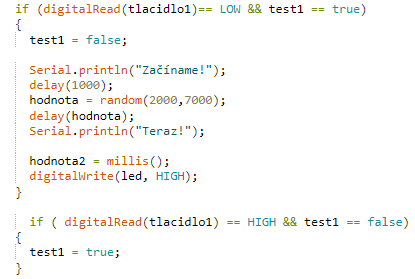 if (digitalRead(tlacidlo1)== LOW && test1 == true)
{
test1 = false;
Serial.println("Začíname!");
delay(1000);
hodnota = random(2000,7000);
delay(hodnota);
Serial.println("Teraz!");
hodnota2 = millis();
digitalWrite(led, HIGH);
}
if ( digitalRead(tlacidlo1) == HIGH && test1 == false)
{
test1 = true;
}